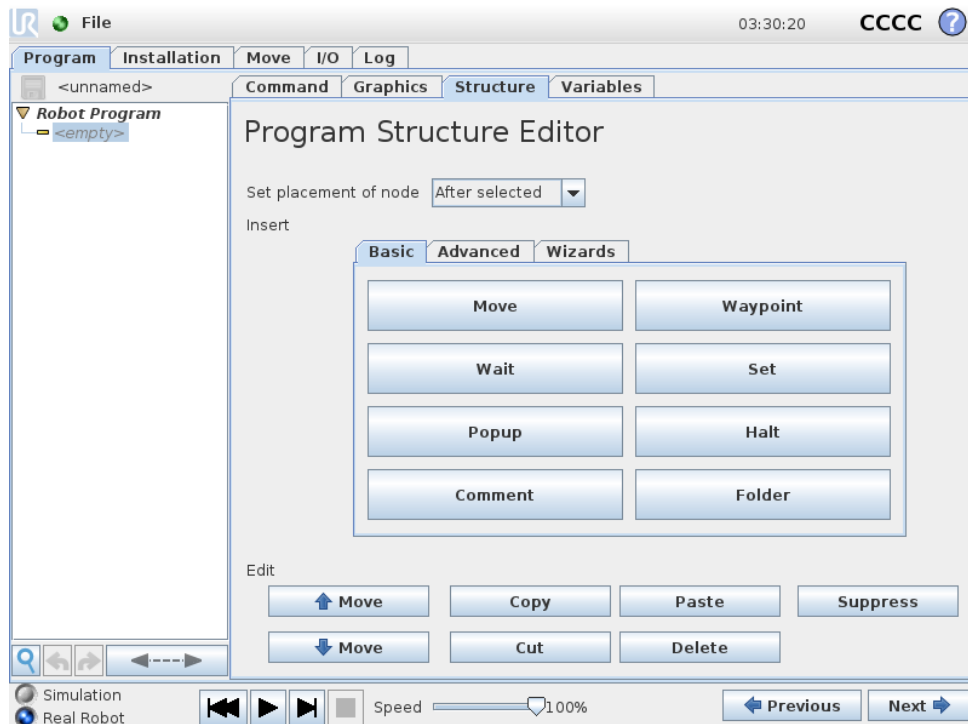 UR File 03:30:20 CCCC ?
Program Installation Move I/O Log
<unnamed> Command Graphics Structure Variables
Robot Program
<empty>
Program Structure Editor
Set placement of node After selected
Insert
Basic Advanced Wizards
Move Waypoint
Wait Set
Popup Halt
Comment Folder
Edit
Move Copy Paste Suppress
Move Cut Delete
Simulation
Real Robot
Speed 100% Previous Next